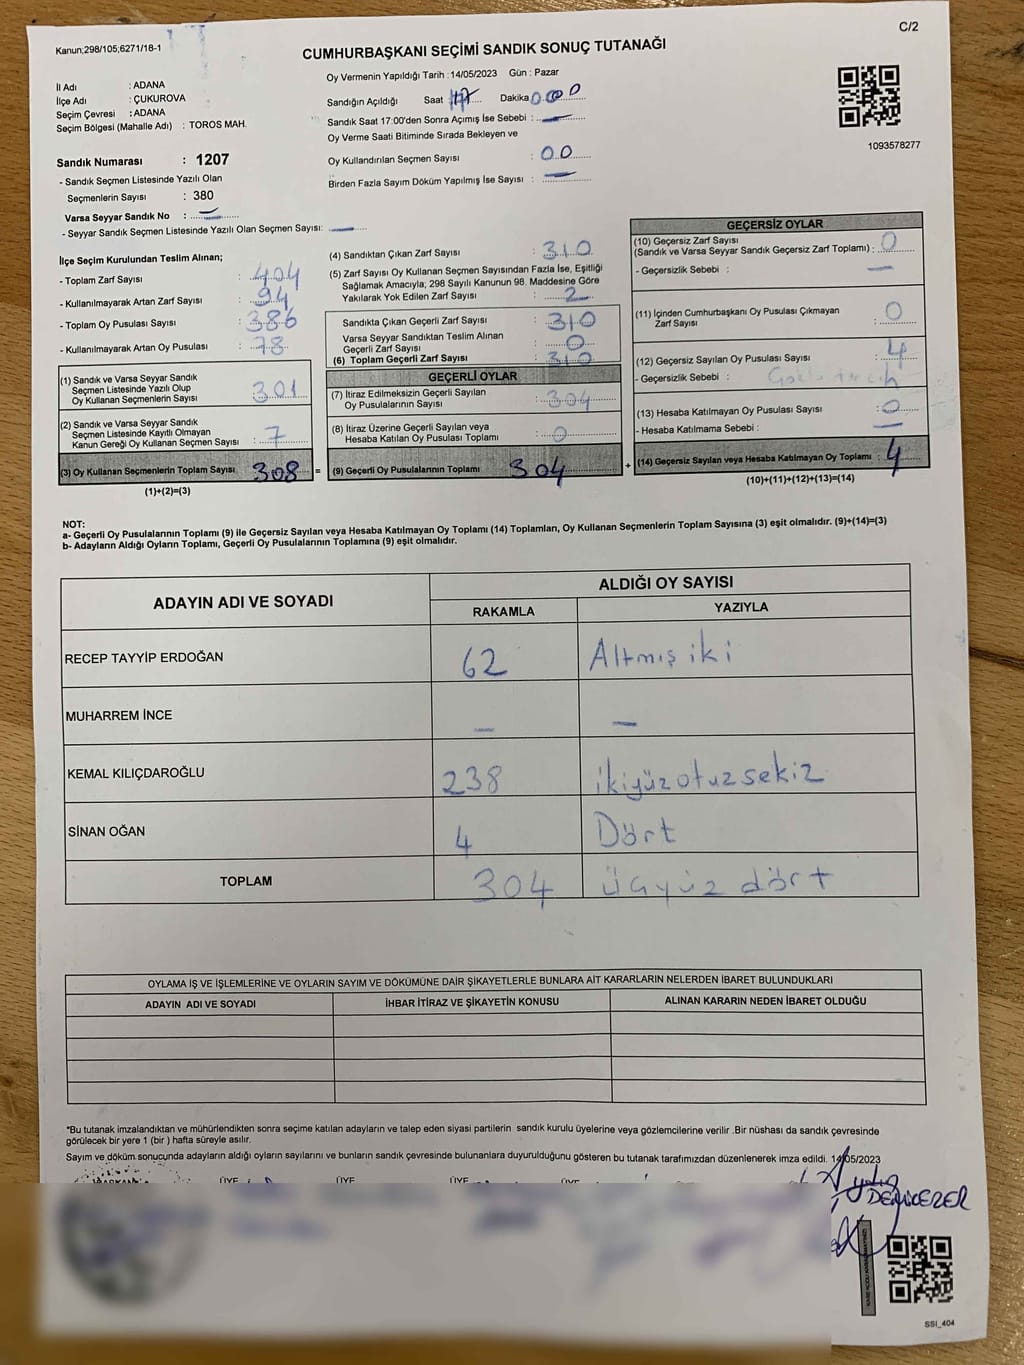 Kanun;298/105;6271/18-1
C/2
CUMHURBAŞKANI SEÇİMİ SANDIK SONUÇ TUTANAĞI
İl Adı : ADANA
İlçe Adı : ÇUKUROVA
Seçim Çevresi : ADANA
Seçim Bölgesi (Mahalle Adı) : TOROS MAH.
Sandık Numarası : 1207
- Sandık Seçmen Listesinde Yazılı Olan
Seçmenlerin Sayısı : 380
Varsa Seyyar Sandık No : —
- Seyyar Sandık Seçmen Listesinde Yazılı Olan Seçmen Sayısı: —
Oy Vermenin Yapıldığı Tarih :14/05/2023 Gün : Pazar
Sandığın Açıldığı Saat 17 Dakika
Sandık Saat 17:00'den Sonra Açımış İse Sebebi : —
Oy Verme Saati Bitiminde Sırada Bekleyen ve
Oy Kullandırılan Seçmen Sayısı : 00
Birden Fazla Sayım Döküm Yapılmış İse Sayısı : —
1093578277
İlçe Seçim Kurulundan Teslim Alınan;
- Toplam Zarf Sayısı : 404
- Kullanılmayarak Artan Zarf Sayısı : 94
- Toplam Oy Pusulası Sayısı : 386
- Kullanılmayarak Artan Oy Pusulası : 78
(1) Sandık ve Varsa Seyyar Sandık
Seçmen Listesinde Yazılı Olup
Oy Kullanan Seçmenlerin Sayısı : 301
(2) Sandık ve Varsa Seyyar Sandık
Seçmen Listesinde Kayıtlı Olmayan
Kanun Gereği Oy Kullanan Seçmen Sayısı : 7
(3) Oy Kullanan Seçmenlerin Toplam Sayısı 308 =
(1)+(2)=(3)
(4) Sandıktan Çıkan Zarf Sayısı : 310
(5) Zarf Sayısı Oy Kullanan Seçmen Sayısından Fazla İse, Eşitliği
Sağlamak Amacıyla; 298 Sayılı Kanunun 98. Maddesine Göre
Yakılarak Yok Edilen Zarf Sayısı : 2
Sandıkta Çıkan Geçerli Zarf Sayısı : 310
Varsa Seyyar Sandıktan Teslim Alınan
Geçerli Zarf Sayısı : 0
(6) Toplam Geçerli Zarf Sayısı : 310
GEÇERLİ OYLAR
(7) İtiraz Edilmeksizin Geçerli Sayılan
Oy Pusulalarının Sayısı : 304
(8) İtiraz Üzerine Geçerli Sayılan veya
Hesaba Katılan Oy Pusulası Toplamı : 0
(9) Geçerli Oy Pusulalarının Toplamı 304 +
GEÇERSİZ OYLAR
(10) Geçersiz Zarf Sayısı
(Sandık ve Varsa Seyyar Sandık Geçersiz Zarf Toplamı) : 0
- Geçersizlik Sebebi : —
(11) İçinden Cumhurbaşkanı Oy Pusulası Çıkmayan
Zarf Sayısı : 0
(12) Geçersiz Sayılan Oy Pusulası Sayısı : 4
- Geçersizlik Sebebi :
(13) Hesaba Katılmayan Oy Pusulası Sayısı : 0
- Hesaba Katılmama Sebebi : —
(14) Geçersiz Sayılan veya Hesaba Katılmayan Oy Toplamı : 4
(10)+(11)+(12)+(13)=(14)
NOT:
a- Geçerli Oy Pusulalarının Toplamı (9) ile Geçersiz Sayılan veya Hesaba Katılmayan Oy Toplamı (14) Toplamları, Oy Kullanan Seçmenlerin Toplam Sayısına (3) eşit olmalıdır. (9)+(14)=(3)
b- Adayların Aldığı Oyların Toplamı, Geçerli Oy Pusulalarının Toplamına (9) eşit olmalıdır.
ADAYIN ADI VE SOYADI
ALDIĞI OY SAYISI
RAKAMLA YAZIYLA
RECEP TAYYİP ERDOĞAN 62 Altmış iki
MUHARREM İNCE — —
KEMAL KILIÇDAROĞLU 238 ikiyüz otuz sekiz
SİNAN OĞAN 4 Dört
TOPLAM 304 üçyüz dört
OYLAMA İŞ VE İŞLEMLERİNE VE OYLARIN SAYIM VE DÖKÜMÜNE DAİR ŞİKAYETLERLE BUNLARA AİT KARARLARIN NELERDEN İBARET BULUNDUKLARI
ADAYIN ADI VE SOYADI İHBAR İTİRAZ VE ŞİKAYETİN KONUSU ALINAN KARARIN NEDEN İBARET OLDUĞU
*Bu tutanak imzalandıktan ve mühürlendikten sonra seçime katılan adayların ve talep eden siyasi partilerin sandık kurulu üyelerine veya gözlemcilerine verilir .Bir nüshası da sandık çevresinde
görülecek bir yere 1 (bir ) hafta süreyle asılır.
Sayım ve döküm sonucunda adayların aldığı oyların sayılarını ve bunların sandık çevresinde bulunanlara duyurulduğunu gösteren bu tutanak tarafımızdan düzenlenerek imza edildi. 14/05/2023
BAŞKAN ÜYE ÜYE ÜYE ÜYE
SSI_404